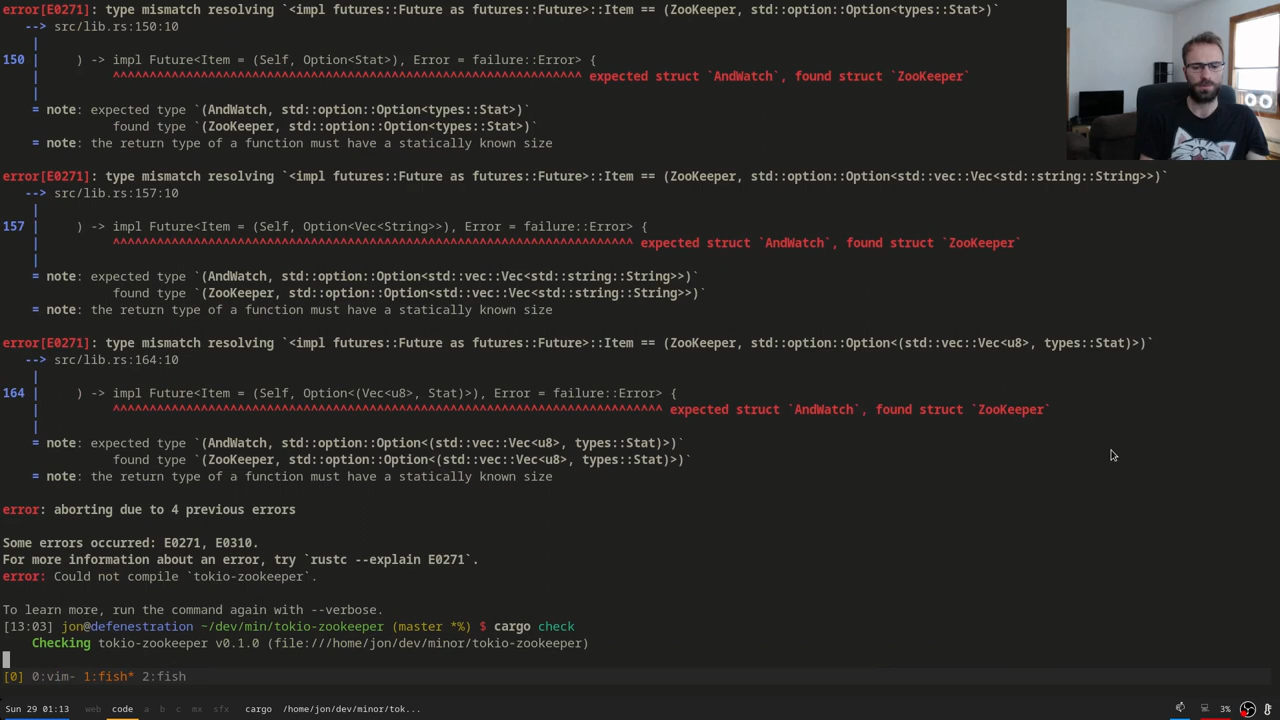 error[E0271]: type mismatch resolving `<impl futures::Future as futures::Future>::Item == (ZooKeeper, std::option::Option<types::Stat>)`
   --> src/lib.rs:150:10
    |
150 |     ) -> impl Future<Item = (Self, Option<Stat>), Error = failure::Error> {
    |          ^^^^^^^^^^^^^^^^^^^^^^^^^^^^^^^^^^^^^^^^^^^^^^^^^^^^^^^^^^^^^^^^ expected struct `AndWatch`, found struct `ZooKeeper`
    |
    = note: expected type `(AndWatch, std::option::Option<types::Stat>)`
               found type `(ZooKeeper, std::option::Option<types::Stat>)`
    = note: the return type of a function must have a statically known size
error[E0271]: type mismatch resolving `<impl futures::Future as futures::Future>::Item == (ZooKeeper, std::option::Option<std::vec::Vec<std::string::String>>)`
   --> src/lib.rs:157:10
    |
157 |     ) -> impl Future<Item = (Self, Option<Vec<String>>), Error = failure::Error> {
    |          ^^^^^^^^^^^^^^^^^^^^^^^^^^^^^^^^^^^^^^^^^^^^^^^^^^^^^^^^^^^^^^^^^^^^^^^ expected struct `AndWatch`, found struct `ZooKeeper`
    |
    = note: expected type `(AndWatch, std::option::Option<std::vec::Vec<std::string::String>>)`
               found type `(ZooKeeper, std::option::Option<std::vec::Vec<std::string::String>>)`
    = note: the return type of a function must have a statically known size
error[E0271]: type mismatch resolving `<impl futures::Future as futures::Future>::Item == (ZooKeeper, std::option::Option<(std::vec::Vec<u8>, types::Stat)>)`
   --> src/lib.rs:164:10
    |
164 |     ) -> impl Future<Item = (Self, Option<(Vec<u8>, Stat)>), Error = failure::Error> {
    |          ^^^^^^^^^^^^^^^^^^^^^^^^^^^^^^^^^^^^^^^^^^^^^^^^^^^^^^^^^^^^^^^^^^^^^^^^^^^ expected struct `AndWatch`, found struct `ZooKeeper`
    |
    = note: expected type `(AndWatch, std::option::Option<(std::vec::Vec<u8>, types::Stat)>)`
               found type `(ZooKeeper, std::option::Option<(std::vec::Vec<u8>, types::Stat)>)`
    = note: the return type of a function must have a statically known size
error: aborting due to 4 previous errors
Some errors occurred: E0271, E0310.
For more information about an error, try `rustc --explain E0271`.
error: Could not compile `tokio-zookeeper`.
To learn more, run the command again with --verbose.
[13:03] jon@defenestration ~/dev/min/tokio-zookeeper (master *%) $ cargo check
    Checking tokio-zookeeper v0.1.0 (file:///home/jon/dev/minor/tokio-zookeeper)
[0] 0:vim- 1:fish* 2:fish
Sun 29 01:13 web code a b c mx sfx cargo /home/jon/dev/minor/tok... 3%